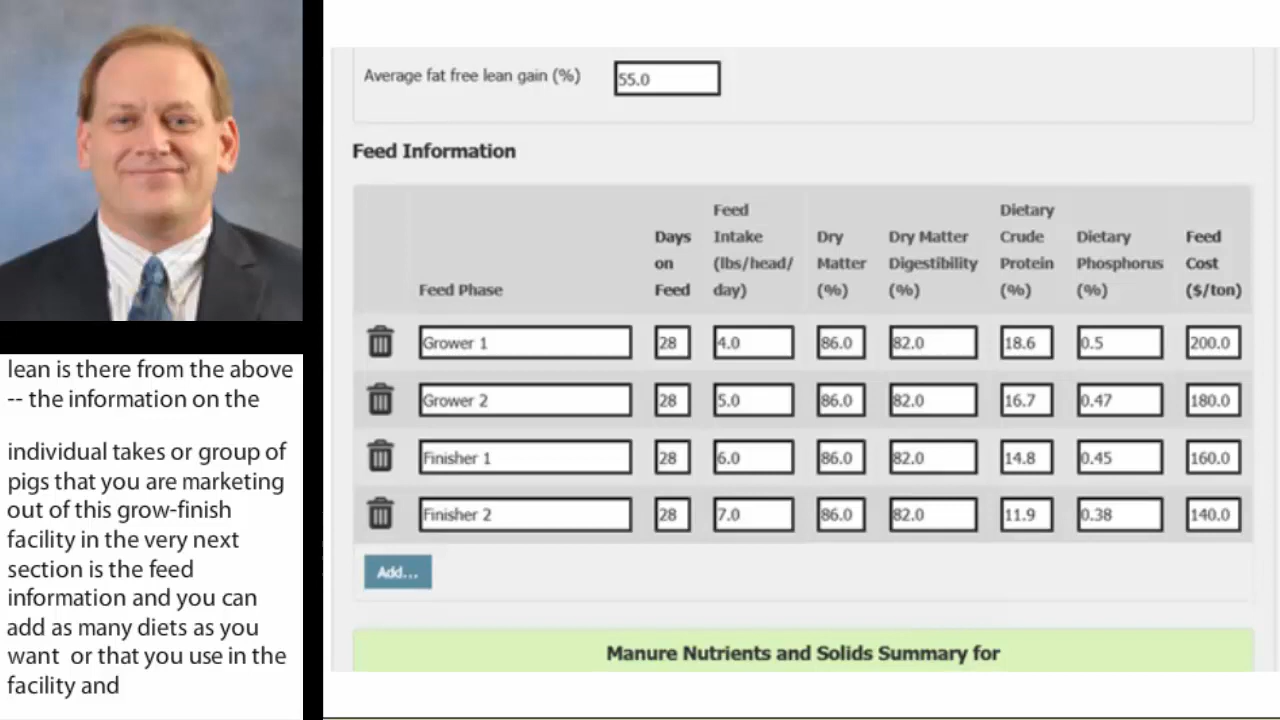 lean is there from the above
-- the information on the
individual takes or group of
pigs that you are marketing
out of this grow-finish
facility in the very next
section is the feed
information and you can
add as many diets as you
want or that you use in the
facility and
Average fat free lean gain (%) 55.0
Feed Information
Feed Phase Days on Feed Feed Intake (lbs/head/day) Dry Matter (%) Dry Matter Digestibility (%) Dietary Crude Protein (%) Dietary Phosphorus (%) Feed Cost ($/ton)
Grower 1 28 4.0 86.0 82.0 18.6 0.5 200.0
Grower 2 28 5.0 86.0 82.0 16.7 0.47 180.0
Finisher 1 28 6.0 86.0 82.0 14.8 0.45 160.0
Finisher 2 28 7.0 86.0 82.0 11.9 0.38 140.0
Add...
Manure Nutrients and Solids Summary for